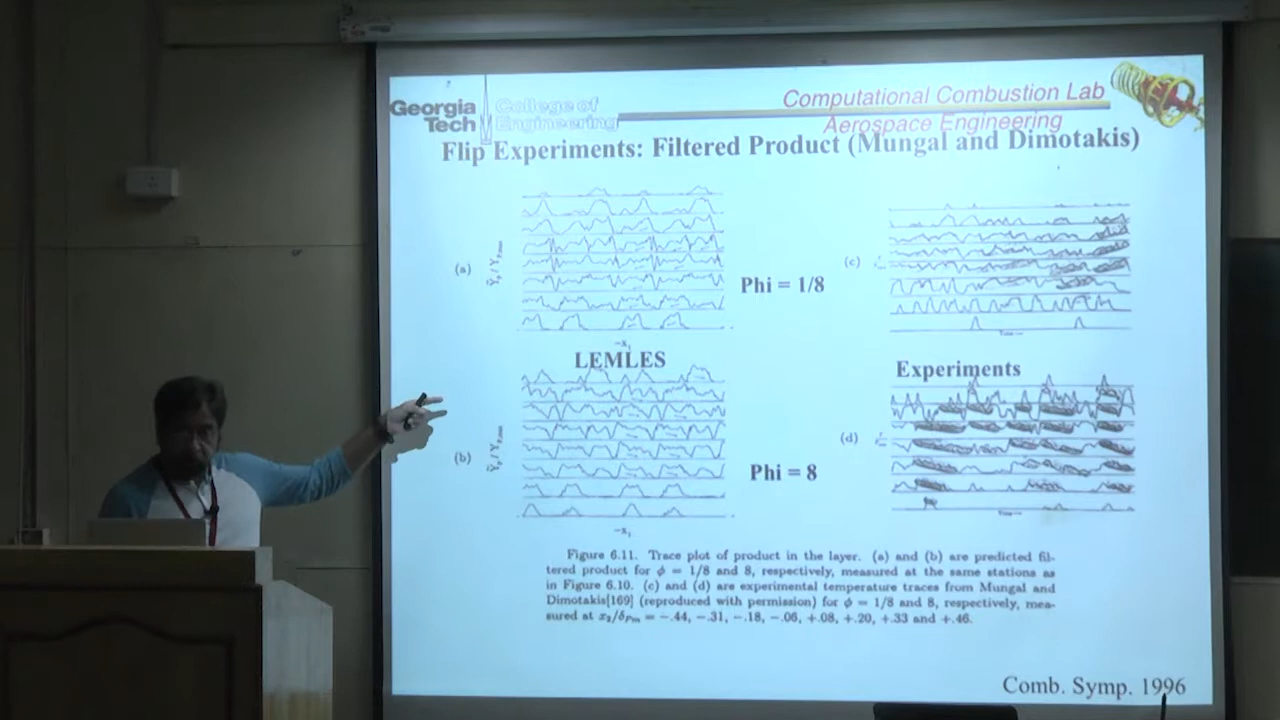 Georgia
Tech
College of
Engineering
Computational Combustion Lab
Aerospace Engineering
Flip Experiments: Filtered Product (Mungal and Dimotakis)
(a)
Phi = 1/8
(c)
LEMLES
Experiments
(b)
Phi = 8
(d)
Figure 6.11. Trace plot of product in the layer. (a) and (b) are predicted fil-
tered product for ϕ = 1/8 and 8, respectively, measured at the same stations as
in Figure 6.10. (c) and (d) are experimental temperature traces from Mungal and
Dimotakis[169] (reproduced with permission) for ϕ = 1/8 and 8, respectively, mea-
sured at x₂/δPm = −.44, −.31, −.18, −.06, +.08, +.20, +.33 and +.46.
Comb. Symp. 1996